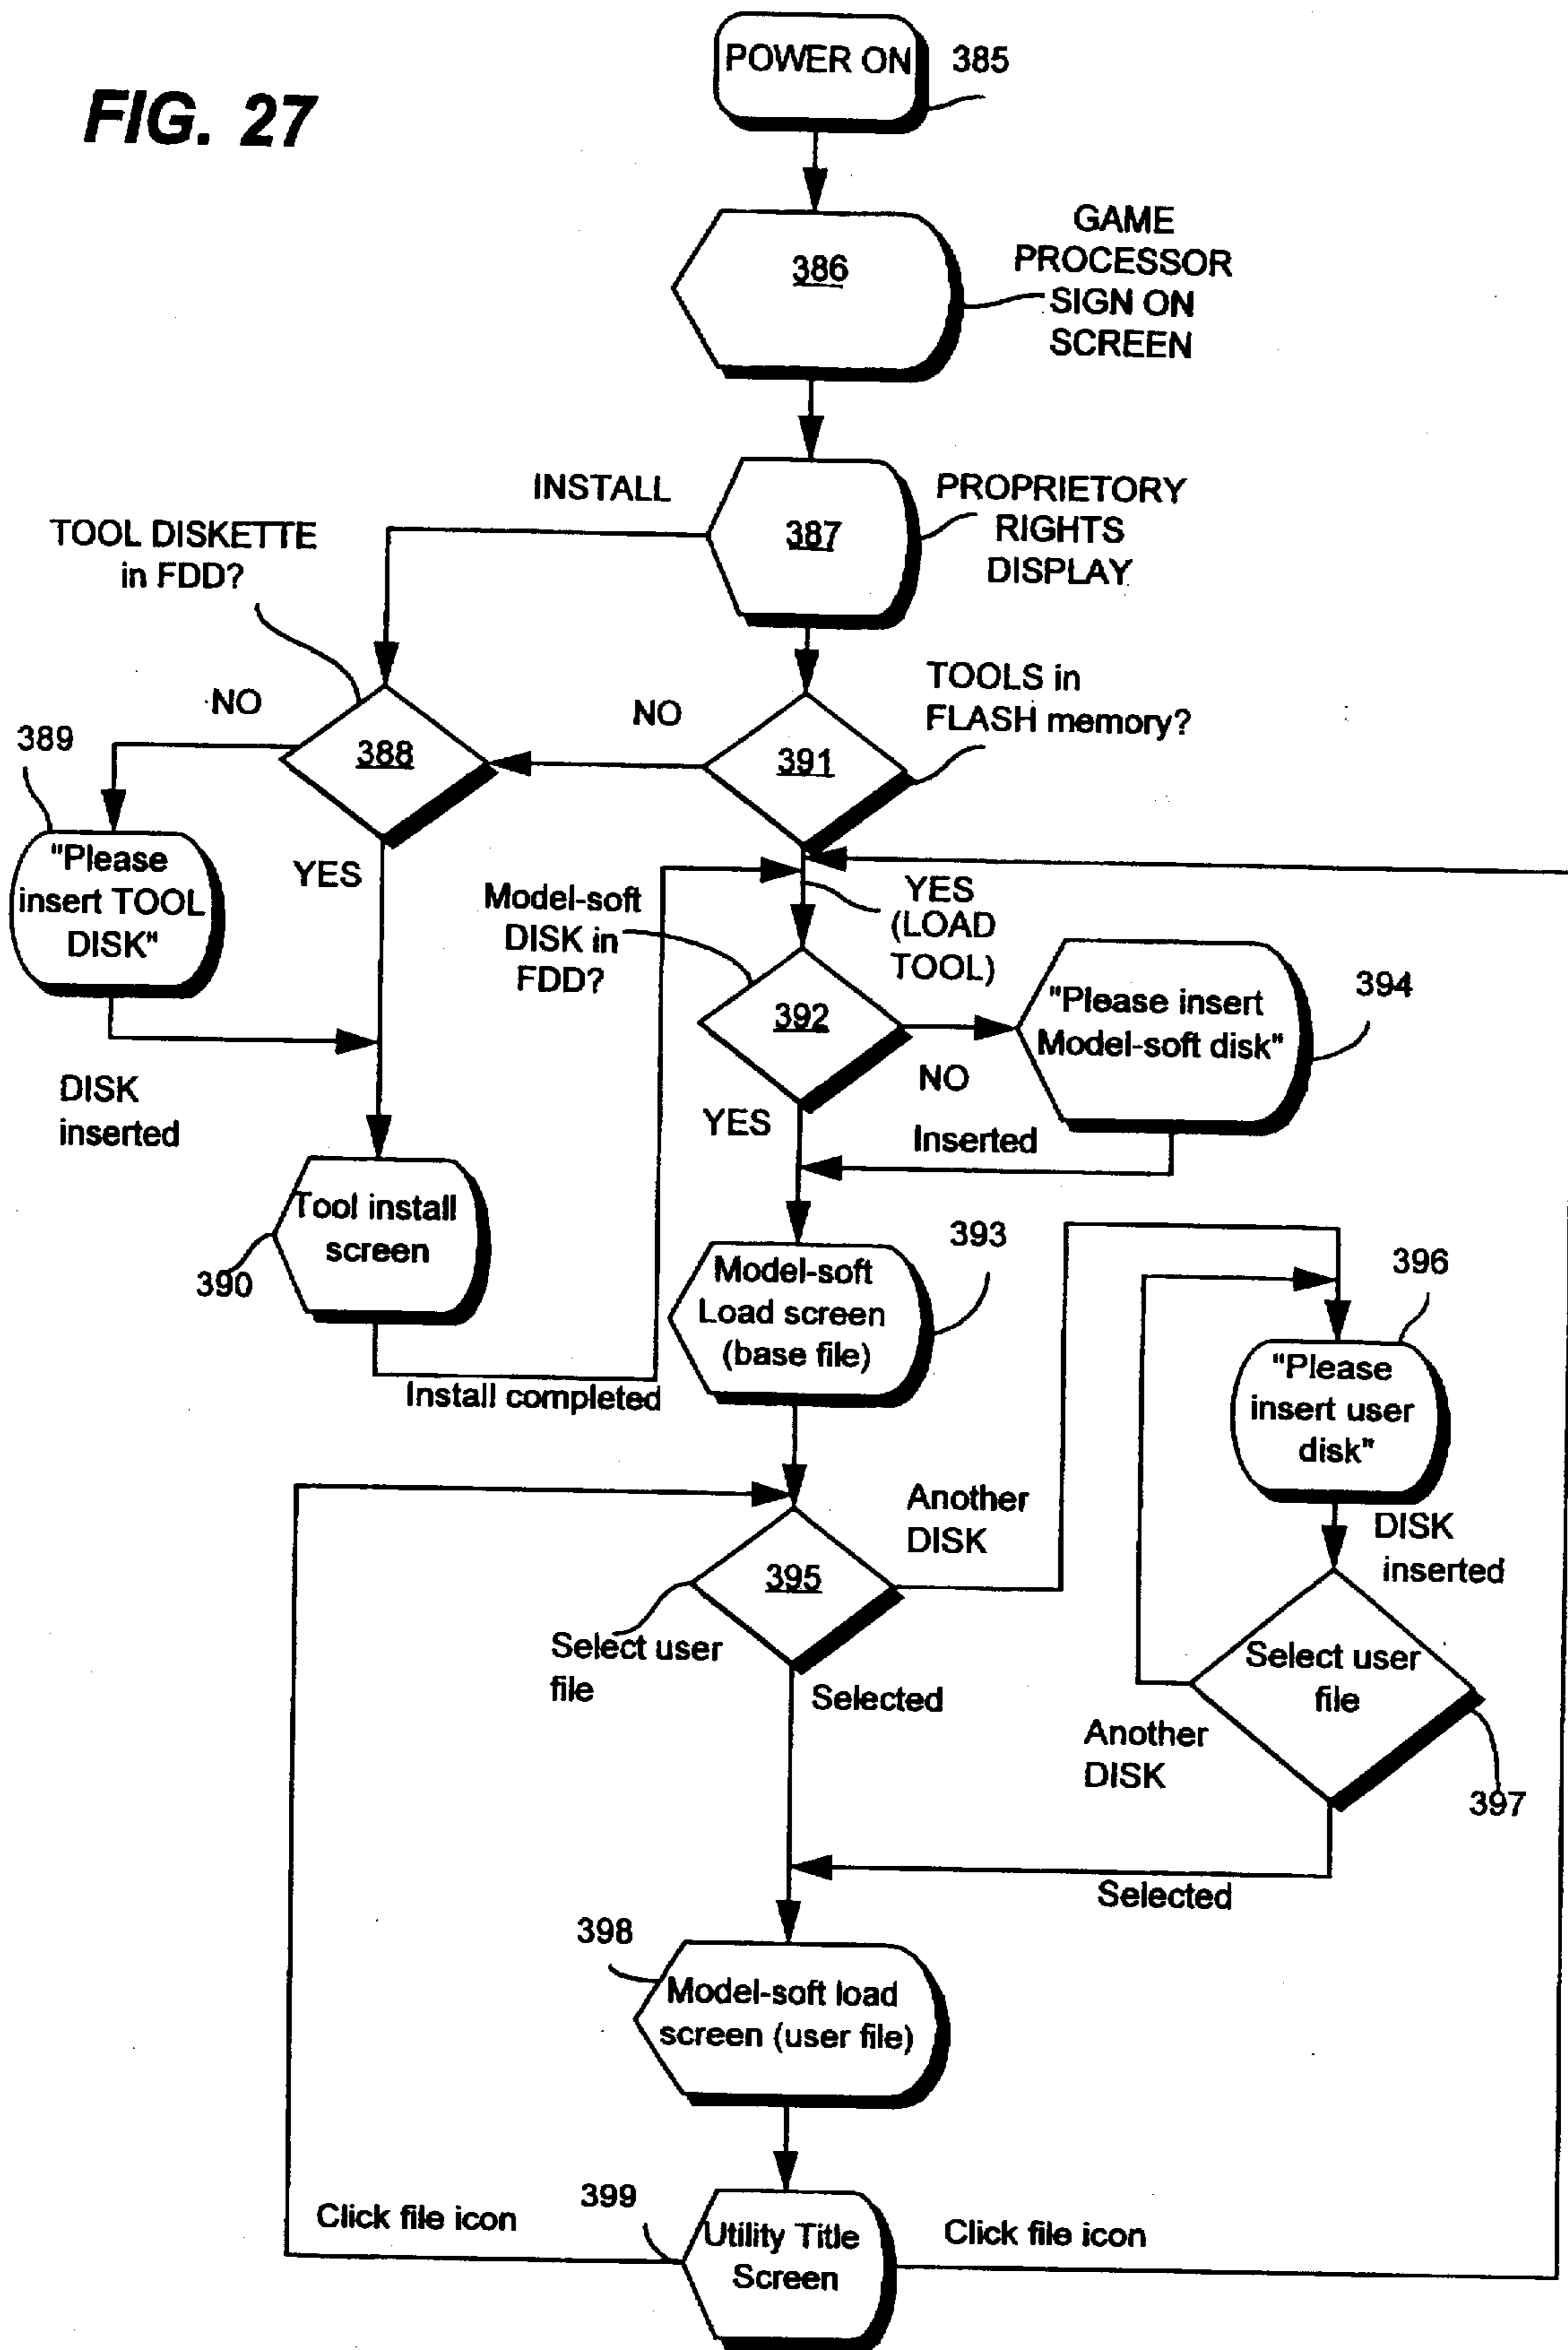 FIG. 27
POWER ON
385
386
GAME
PROCESSOR
SIGN ON
SCREEN
INSTALL
387
PROPRIETORY
RIGHTS
DISPLAY
TOOL DISKETTE
in FDD?
NO
388
NO
391
TOOLS in
FLASH memory?
389
"Please
insert TOOL
DISK"
YES
Model-soft
DISK in
FDD?
YES
(LOAD
TOOL)
392
"Please insert
Model-soft disk"
394
NO
DISK
inserted
YES
Inserted
Tool install
screen
390
Install completed
Model-soft
Load screen
(base file)
393
396
"Please
insert user
disk"
DISK
inserted
Another
DISK
395
Select user
file
Selected
Select user
file
Another
DISK
397
Selected
398
Model-soft load
screen (user file)
Click file icon
399
Utility Title
Screen
Click file icon